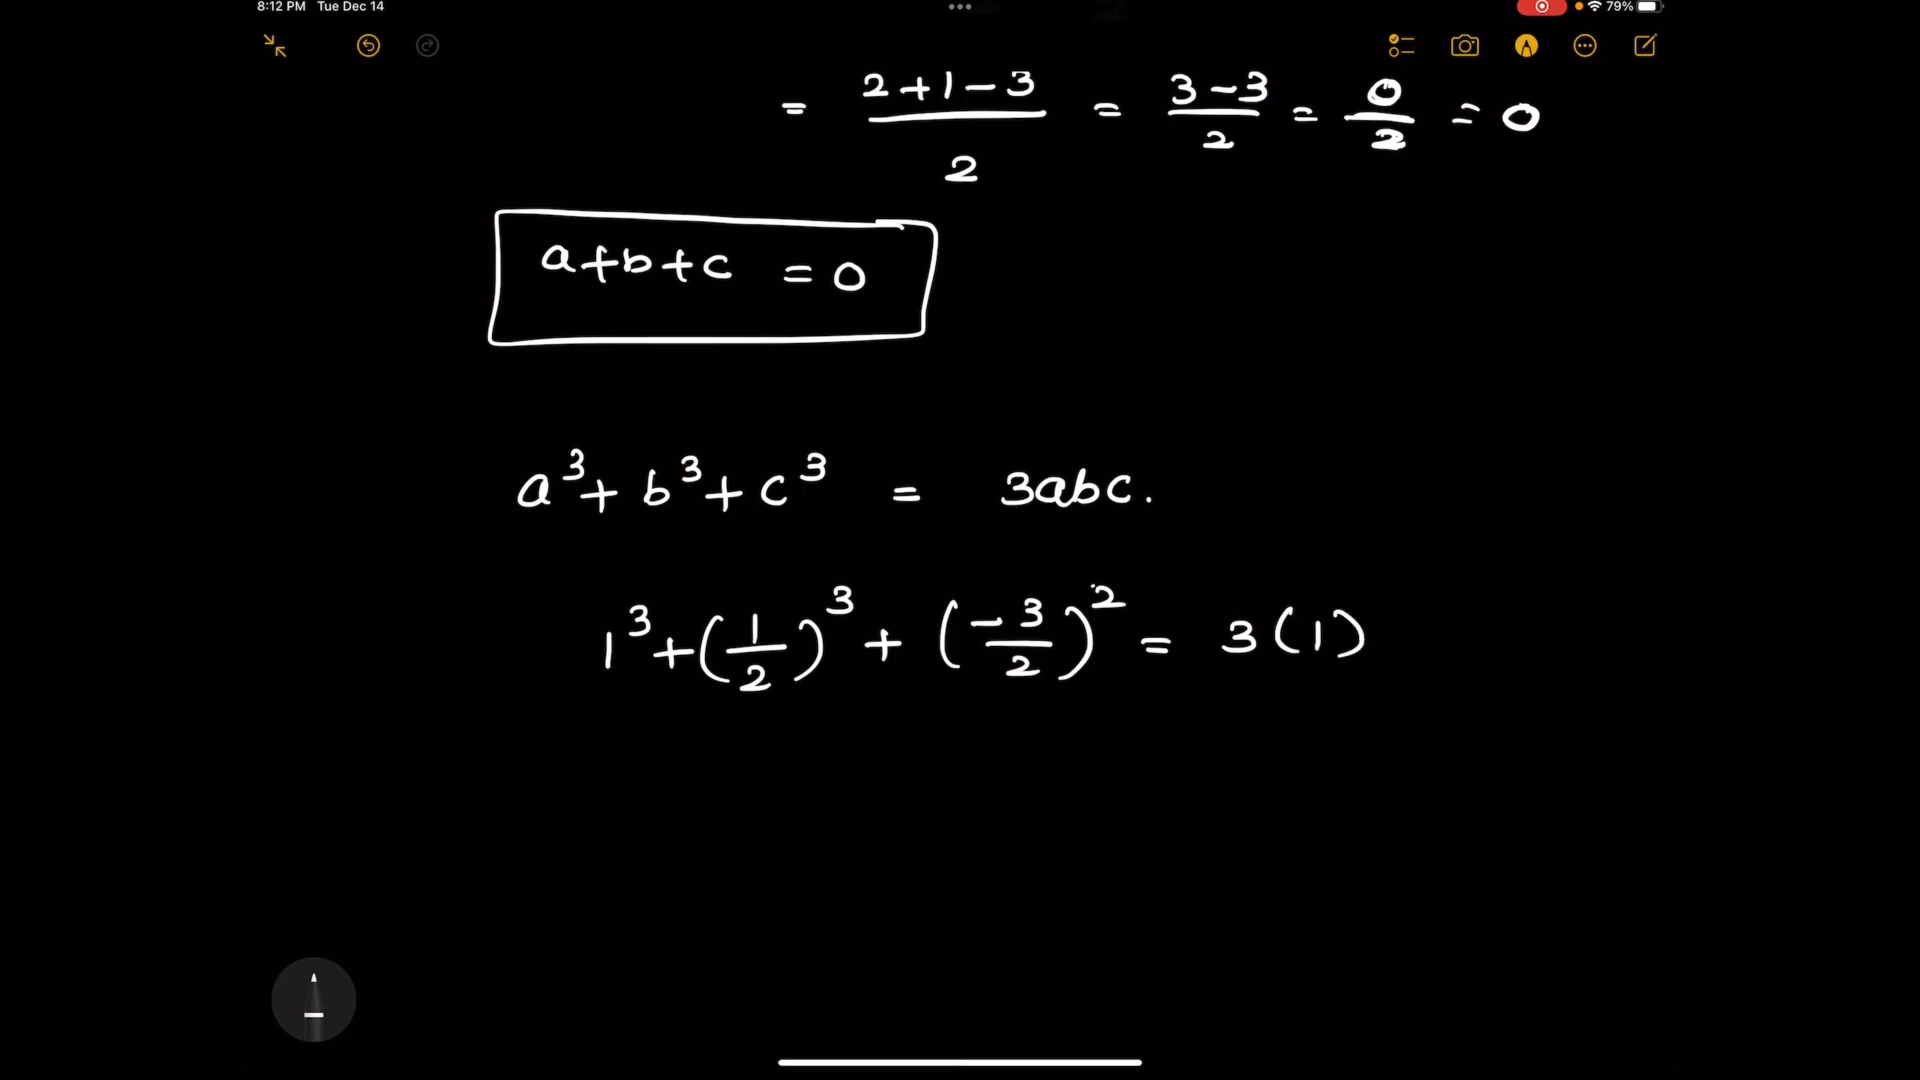 8:12 PM Tue Dec 14 79%
= (2+1-3)/2 = (3-3)/2 = 0/2 = 0
a+b+c = 0
a³+b³+c³ = 3abc.
1³+(1/2)³+(-3/2)² = 3(1)